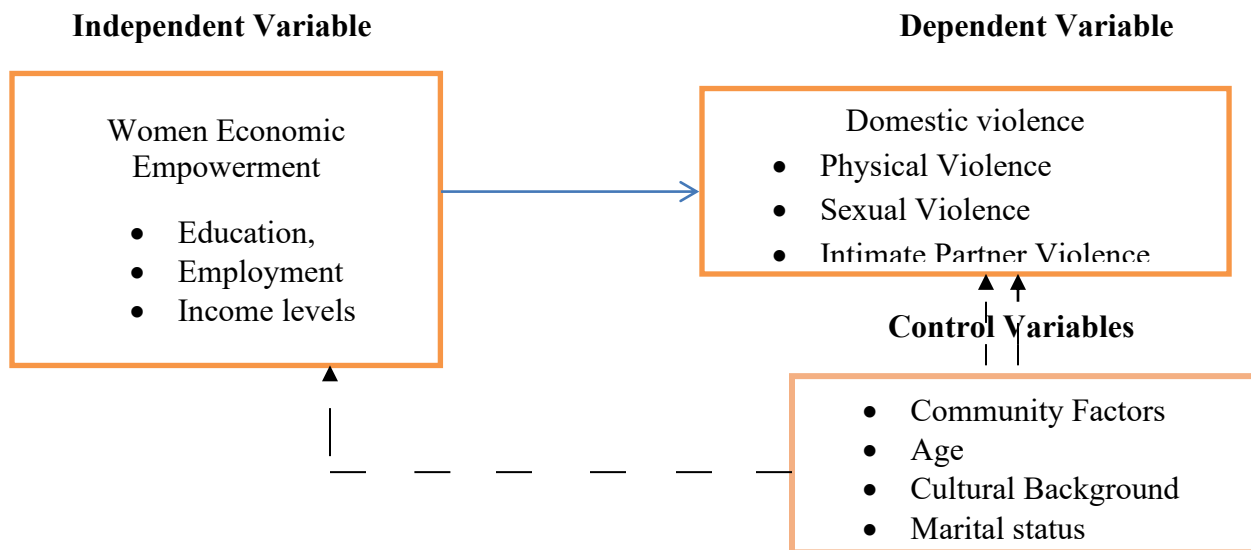 Independent Variable
Dependent Variable
Women Economic
Empowerment
• Education,
• Employment
• Income levels
Domestic violence
• Physical Violence
• Sexual Violence
• Intimate Partner Violence
Control Variables
• Community Factors
• Age
• Cultural Background
• Marital status